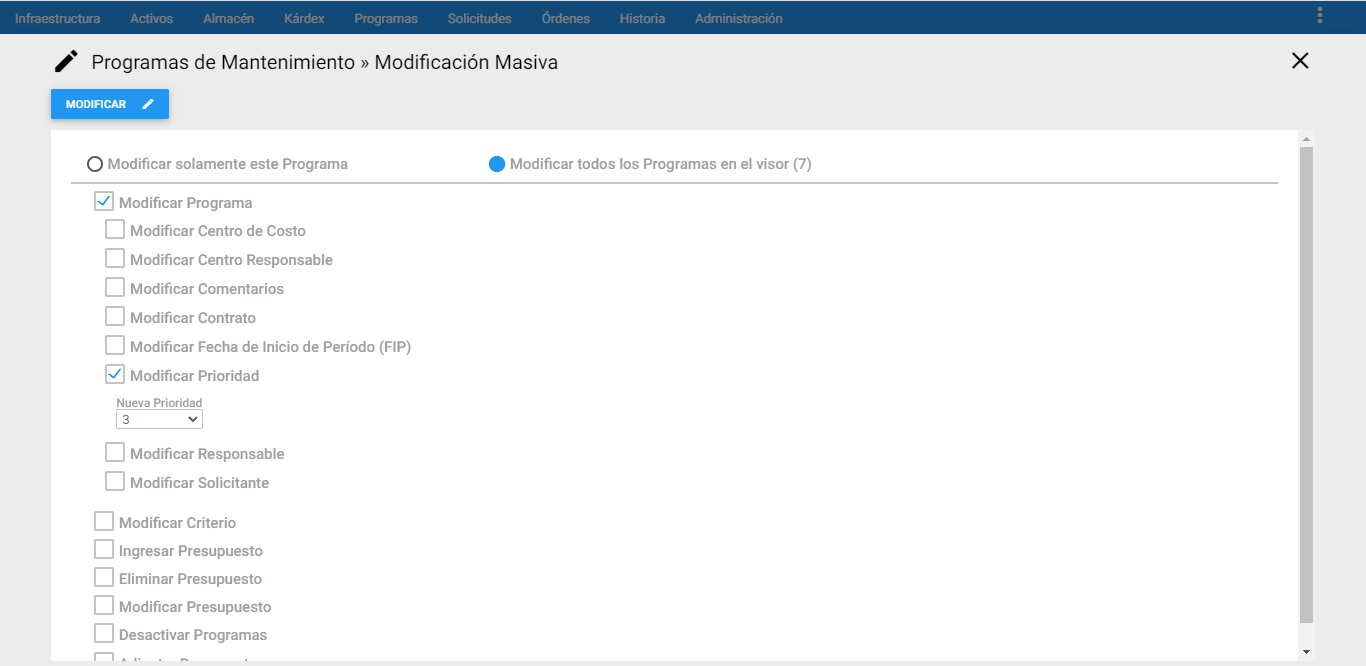 Infraestructura Activos Almacén Kárdex Programas Solicitudes Órdenes Historia Administración
Programas de Mantenimiento » Modificación Masiva
MODIFICAR
Modificar solamente este Programa Modificar todos los Programas en el visor (7)
Modificar Programa
Modificar Centro de Costo
Modificar Centro Responsable
Modificar Comentarios
Modificar Contrato
Modificar Fecha de Inicio de Período (FIP)
Modificar Prioridad
Nueva Prioridad
3
Modificar Responsable
Modificar Solicitante
Modificar Criterio
Ingresar Presupuesto
Eliminar Presupuesto
Modificar Presupuesto
Desactivar Programas